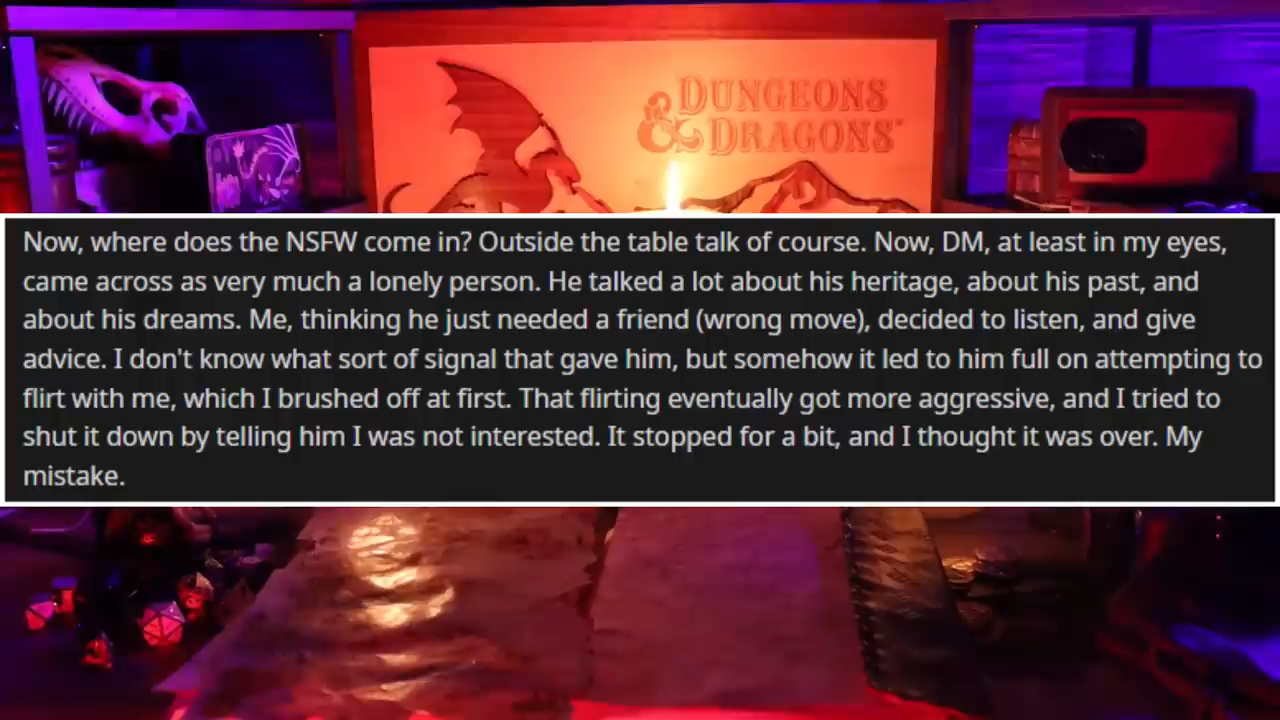 DUNGEONS
& DRAGONS
Now, where does the NSFW come in? Outside the table talk of course. Now, DM, at least in my eyes,
came across as very much a lonely person. He talked a lot about his heritage, about his past, and
about his dreams. Me, thinking he just needed a friend (wrong move), decided to listen, and give
advice. I don't know what sort of signal that gave him, but somehow it led to him full on attempting to
flirt with me, which I brushed off at first. That flirting eventually got more aggressive, and I tried to
shut it down by telling him I was not interested. It stopped for a bit, and I thought it was over. My
mistake.